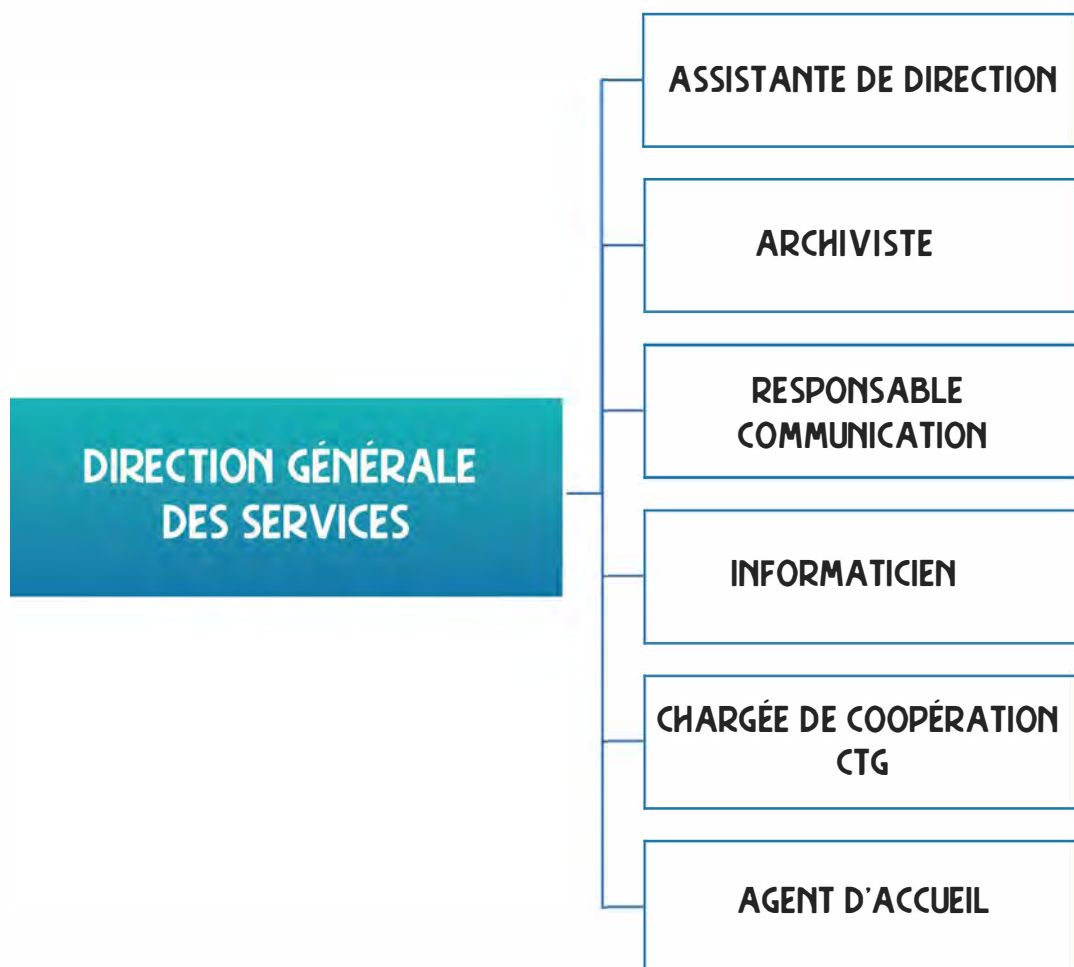 DIRECTION GÉNÉRALE
DES SERVICES
ASSISTANTE DE DIRECTION
ARCHIVISTE
RESPONSABLE
COMMUNICATION
INFORMATICIEN
CHARGÉE DE COOPÉRATION
CTG
AGENT D'ACCUEIL